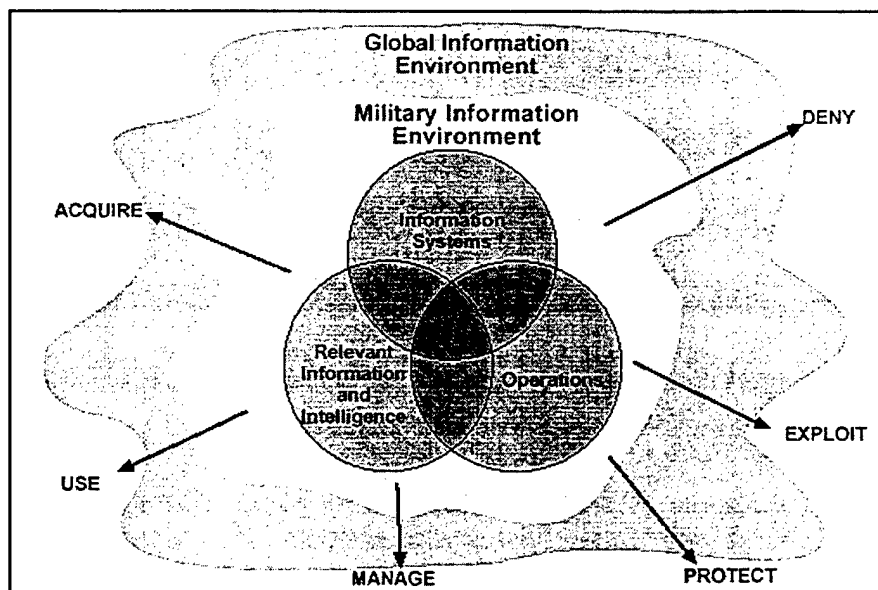 Global Information
Environment
Military Information
Environment
DENY
ACQUIRE
Information
Systems
Relevant
Information
and
Intelligence
Operations
EXPLOIT
USE
MANAGE
PROTECT